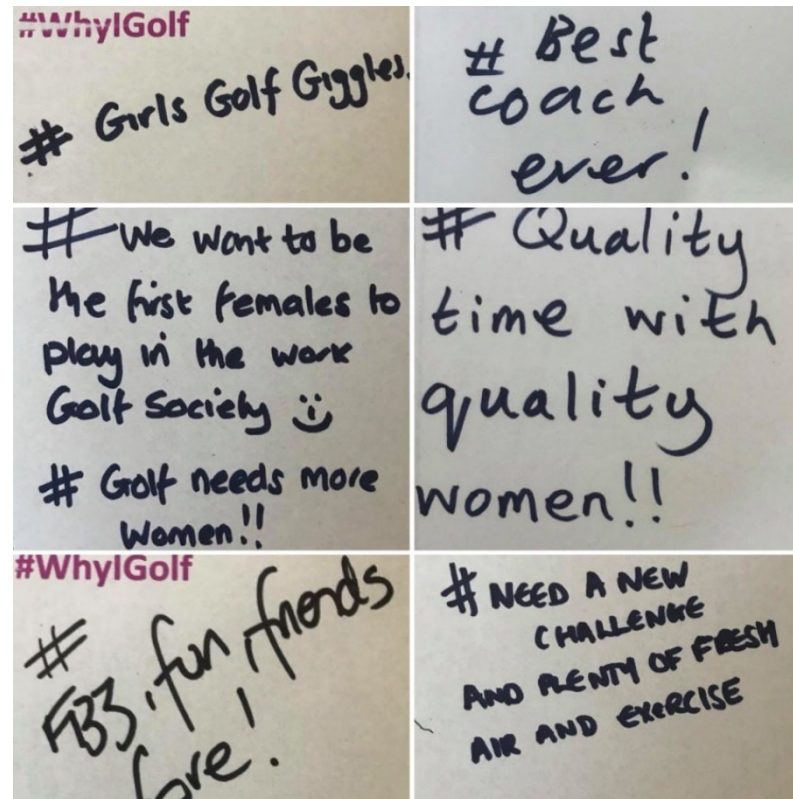 #WhyIGolf
# Girls Golf Giggles.
# Best
coach
ever!
# We want to be
the first females to
play in the work
Golf Society
# Golf needs more
women!!
# Quality
time with
quality
women!!
#WhyIGolf
#
fun, friends
fore!
# NEED A NEW
CHALLENGE
AND PLENTY OF FRESH
AIR AND EXERCISE